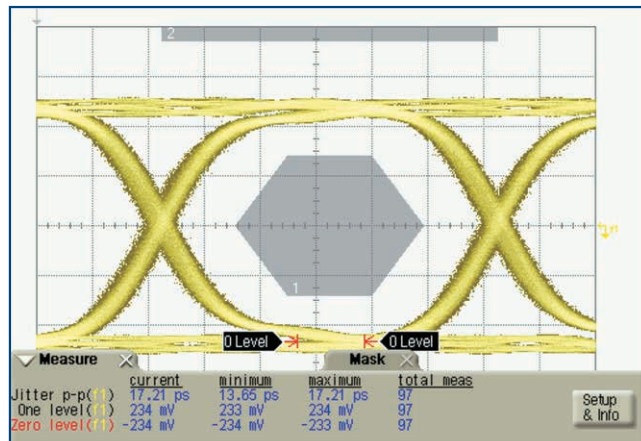 2
1
0 Level 0 Level
Measure Mask
current minimum maximum total meas
Jitter p-p(f1) 17.21 ps 13.65 ps 17.21 ps 97
One level(f1) 234 mV 233 mV 234 mV 97
Zero level(f1) -234 mV -234 mV -233 mV 97
Setup
& Info